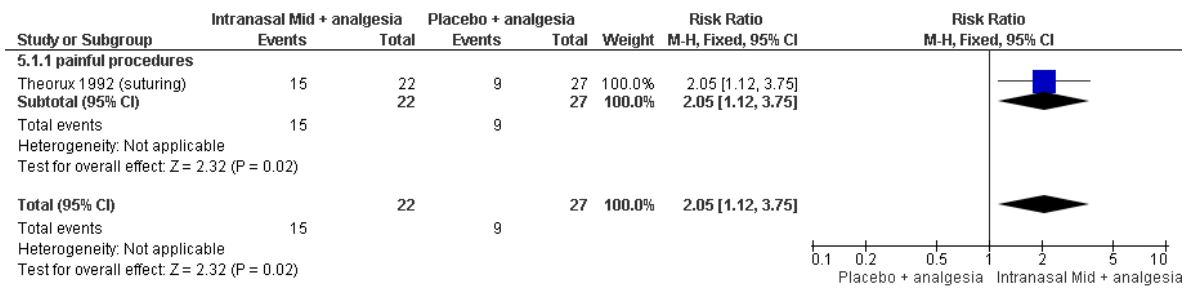 Intranasal Mid + analgesia Placebo + analgesia Risk Ratio Risk Ratio
Study or Subgroup Events Total Events Total Weight M-H, Fixed, 95% CI M-H, Fixed, 95% CI
5.1.1 painful procedures
Theorux 1992 (suturing) 15 22 9 27 100.0% 2.05 [1.12, 3.75]
Subtotal (95% CI) 22 27 100.0% 2.05 [1.12, 3.75]
Total events 15 9
Heterogeneity: Not applicable
Test for overall effect: Z = 2.32 (P = 0.02)
Total (95% CI) 22 27 100.0% 2.05 [1.12, 3.75]
Total events 15 9
Heterogeneity: Not applicable
Test for overall effect: Z = 2.32 (P = 0.02)
0.1 0.2 0.5 1 2 5 10
Placebo + analgesia Intranasal Mid + analgesia